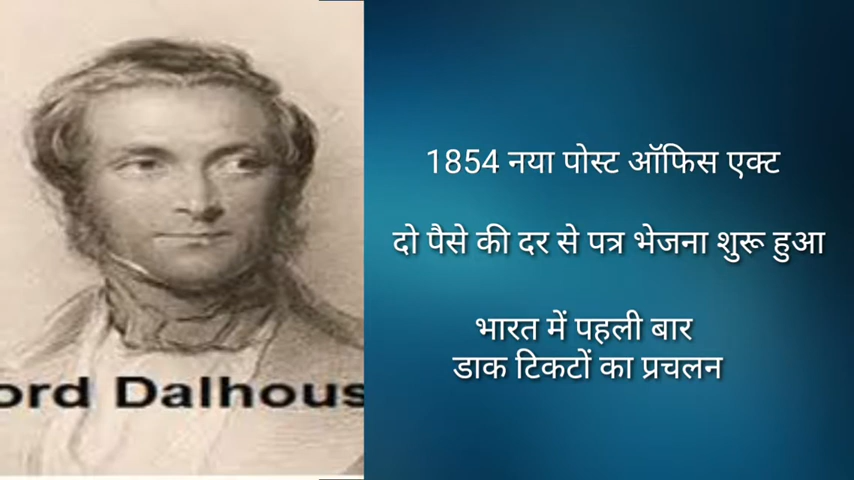 ord Dalhous
1854 नया पोस्ट ऑफिस एक्ट
दो पैसे की दर से पत्र भेजना शुरू हुआ
भारत में पहली बार
डाक टिकटों का प्रचलन